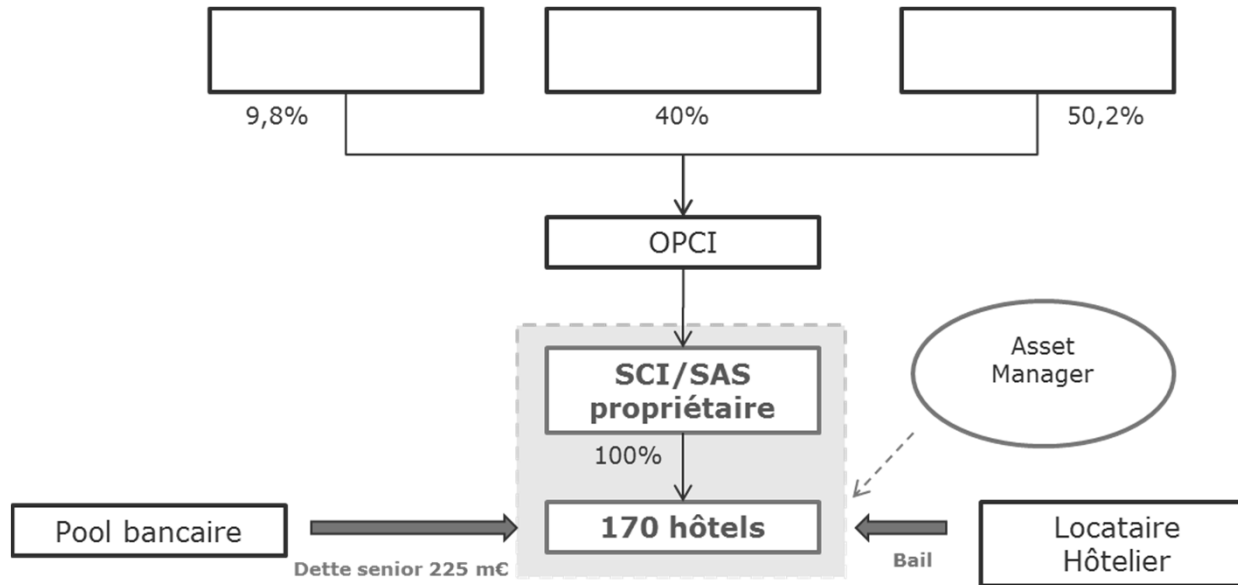 9,8%
40%
50,2%
OPCI
SCI/SAS
propriétaire
100%
Asset
Manager
Pool bancaire
Dette senior 225 m€
170 hôtels
Bail
Locataire
Hôtelier